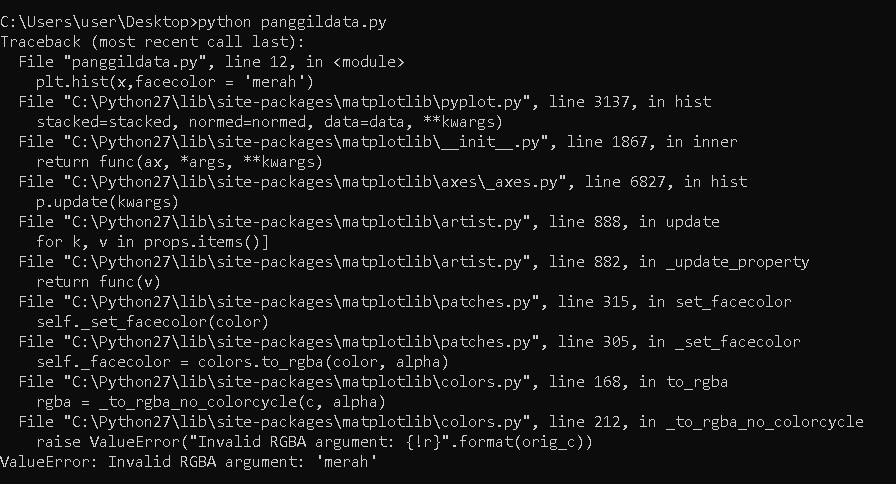 C:\Users\user\Desktop>python panggildata.py
Traceback (most recent call last):
  File "panggildata.py", line 12, in <module>
    plt.hist(x,facecolor = 'merah')
  File "C:\Python27\lib\site-packages\matplotlib\pyplot.py", line 3137, in hist
    stacked=stacked, normed=normed, data=data, **kwargs)
  File "C:\Python27\lib\site-packages\matplotlib\__init__.py", line 1867, in inner
    return func(ax, *args, **kwargs)
  File "C:\Python27\lib\site-packages\matplotlib\axes\_axes.py", line 6827, in hist
    p.update(kwargs)
  File "C:\Python27\lib\site-packages\matplotlib\artist.py", line 888, in update
    for k, v in props.items()]
  File "C:\Python27\lib\site-packages\matplotlib\artist.py", line 882, in _update_property
    return func(v)
  File "C:\Python27\lib\site-packages\matplotlib\patches.py", line 315, in set_facecolor
    self._set_facecolor(color)
  File "C:\Python27\lib\site-packages\matplotlib\patches.py", line 305, in _set_facecolor
    self._facecolor = colors.to_rgba(color, alpha)
  File "C:\Python27\lib\site-packages\matplotlib\colors.py", line 168, in to_rgba
    rgba = _to_rgba_no_colorcycle(c, alpha)
  File "C:\Python27\lib\site-packages\matplotlib\colors.py", line 212, in _to_rgba_no_colorcycle
    raise ValueError("Invalid RGBA argument: {!r}".format(orig_c))
ValueError: Invalid RGBA argument: 'merah'